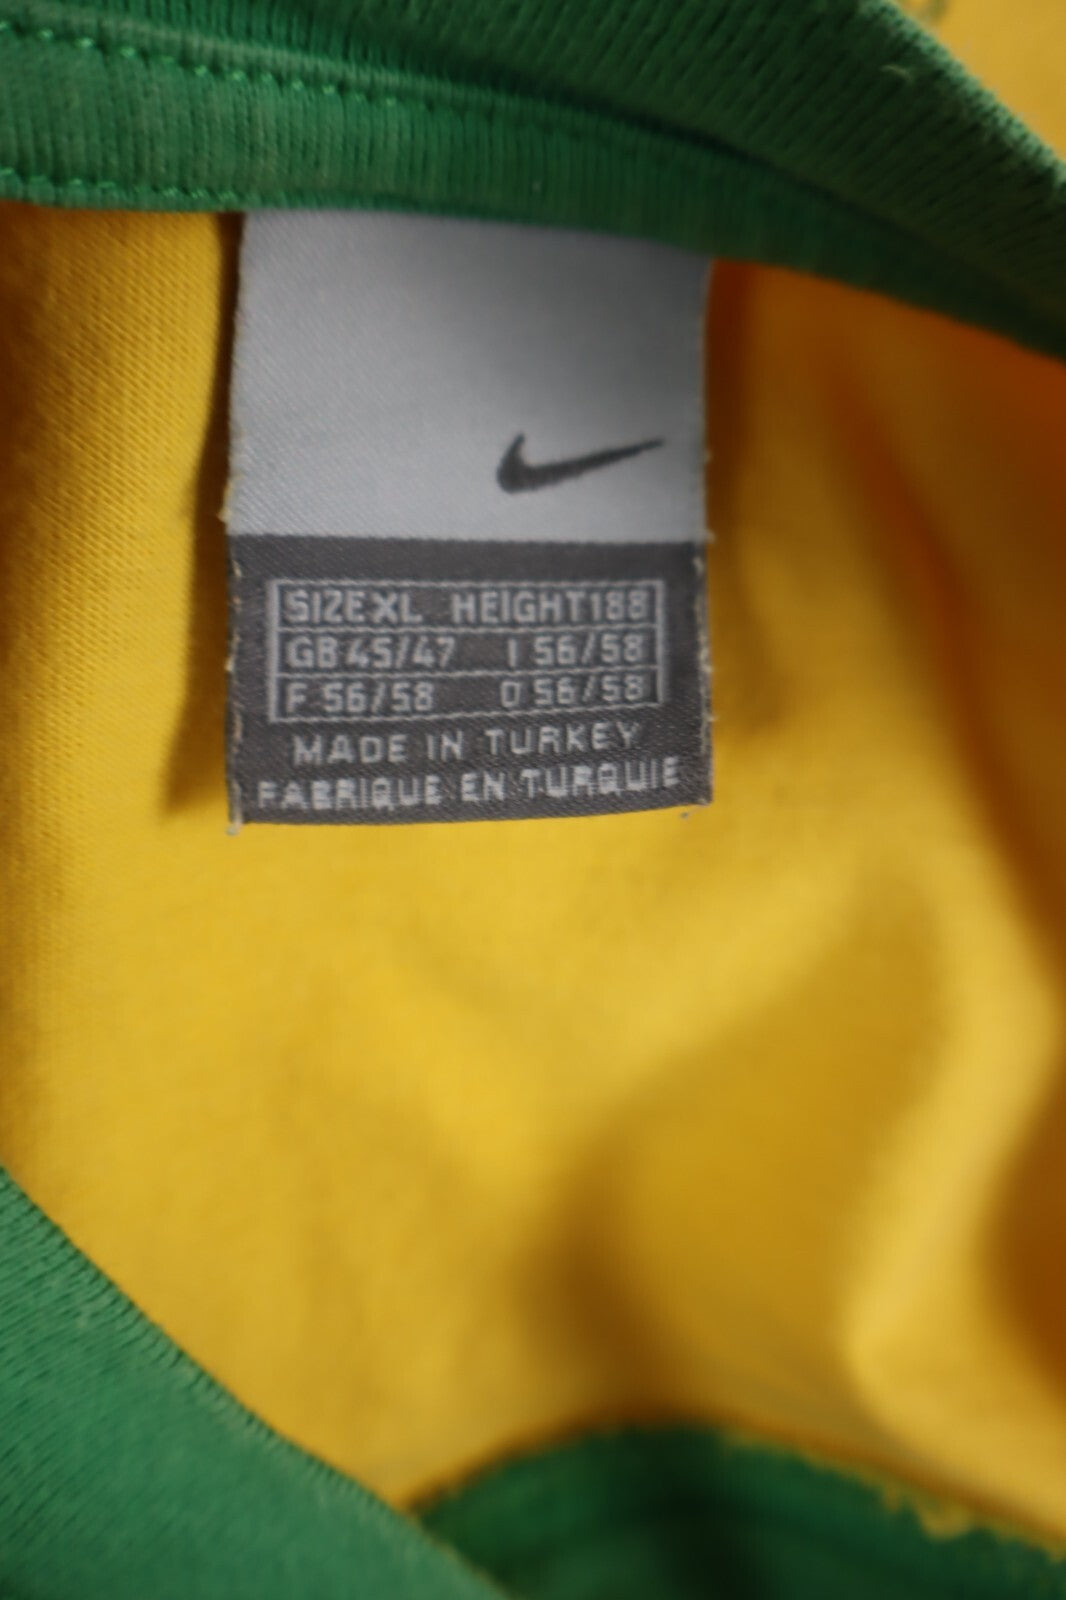 SIZE XL HEIGHT 188
GB 45/47 I 56/58
F 56/58 D 56/58
MADE IN TURKEY
FABRIQUE EN TURQUIE